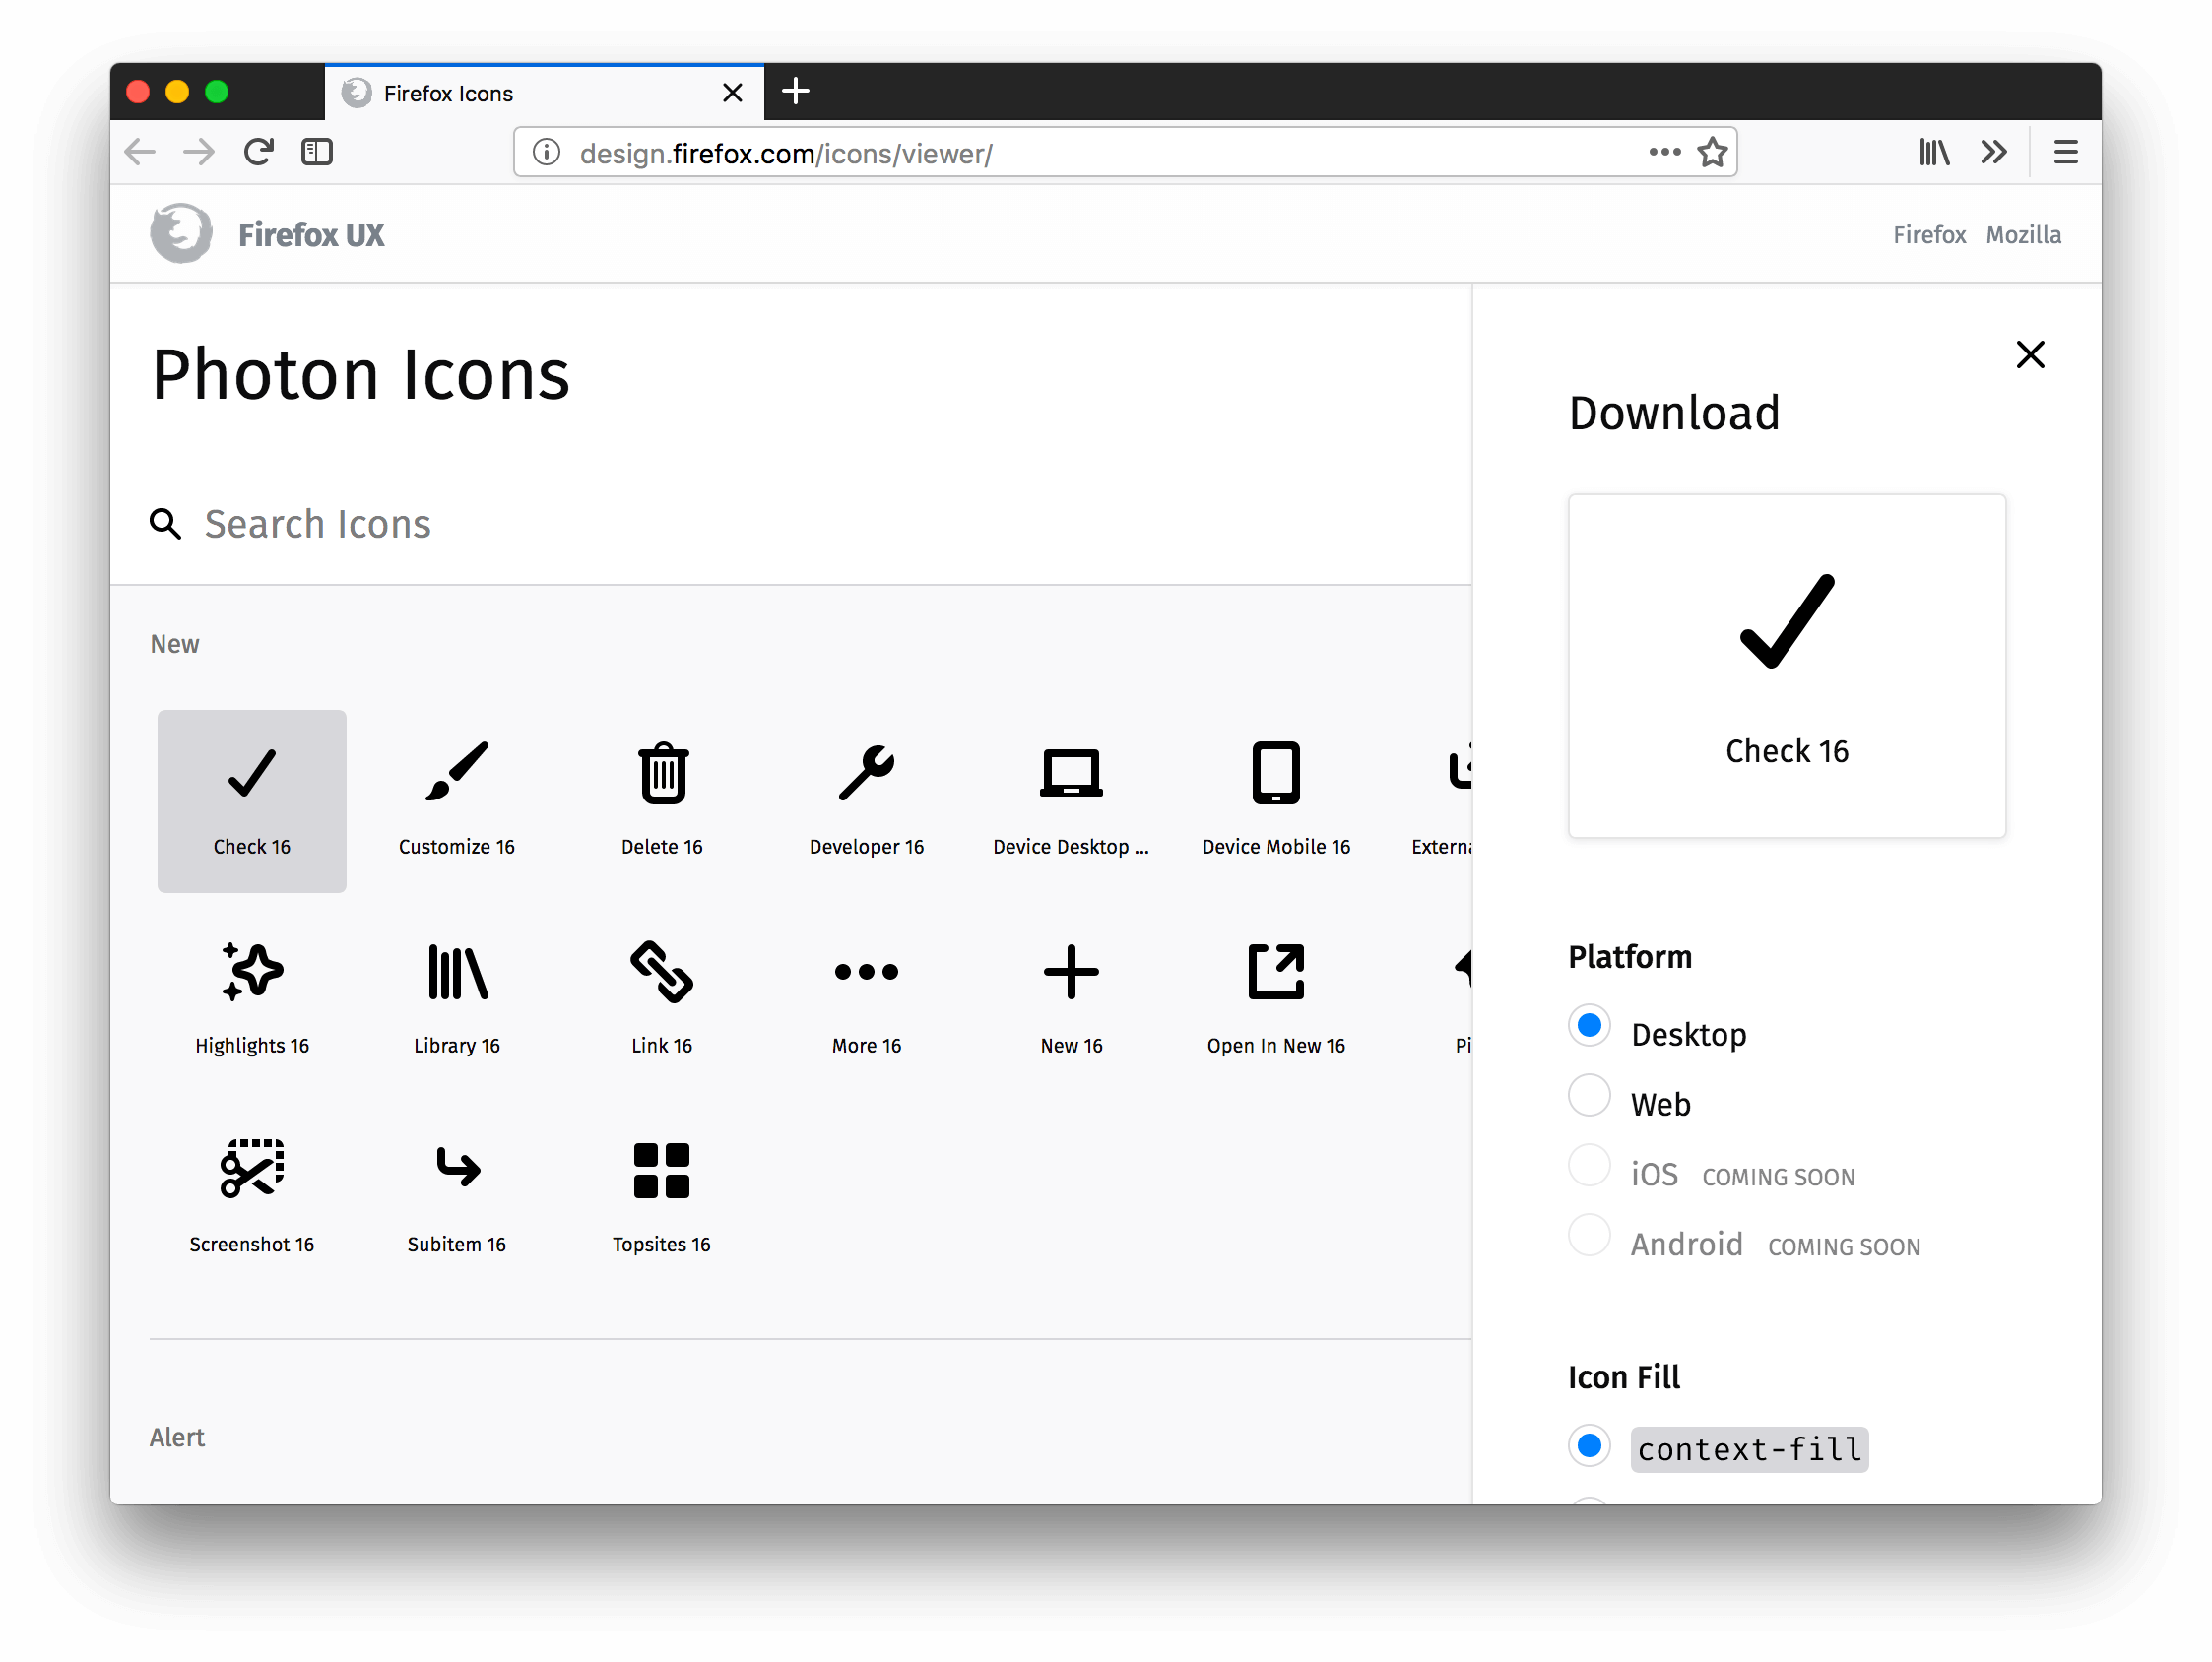 Firefox Icons
design.firefox.com/icons/viewer/
Firefox UX
Firefox Mozilla
Photon Icons
Search Icons
New
Check 16
Customize 16
Delete 16
Developer 16
Device Desktop ...
Device Mobile 16
Externa
Highlights 16
Library 16
Link 16
More 16
New 16
Open In New 16
Pi
Screenshot 16
Subitem 16
Topsites 16
Alert
Download
Check 16
Platform
Desktop
Web
iOS COMING SOON
Android COMING SOON
Icon Fill
context-fill